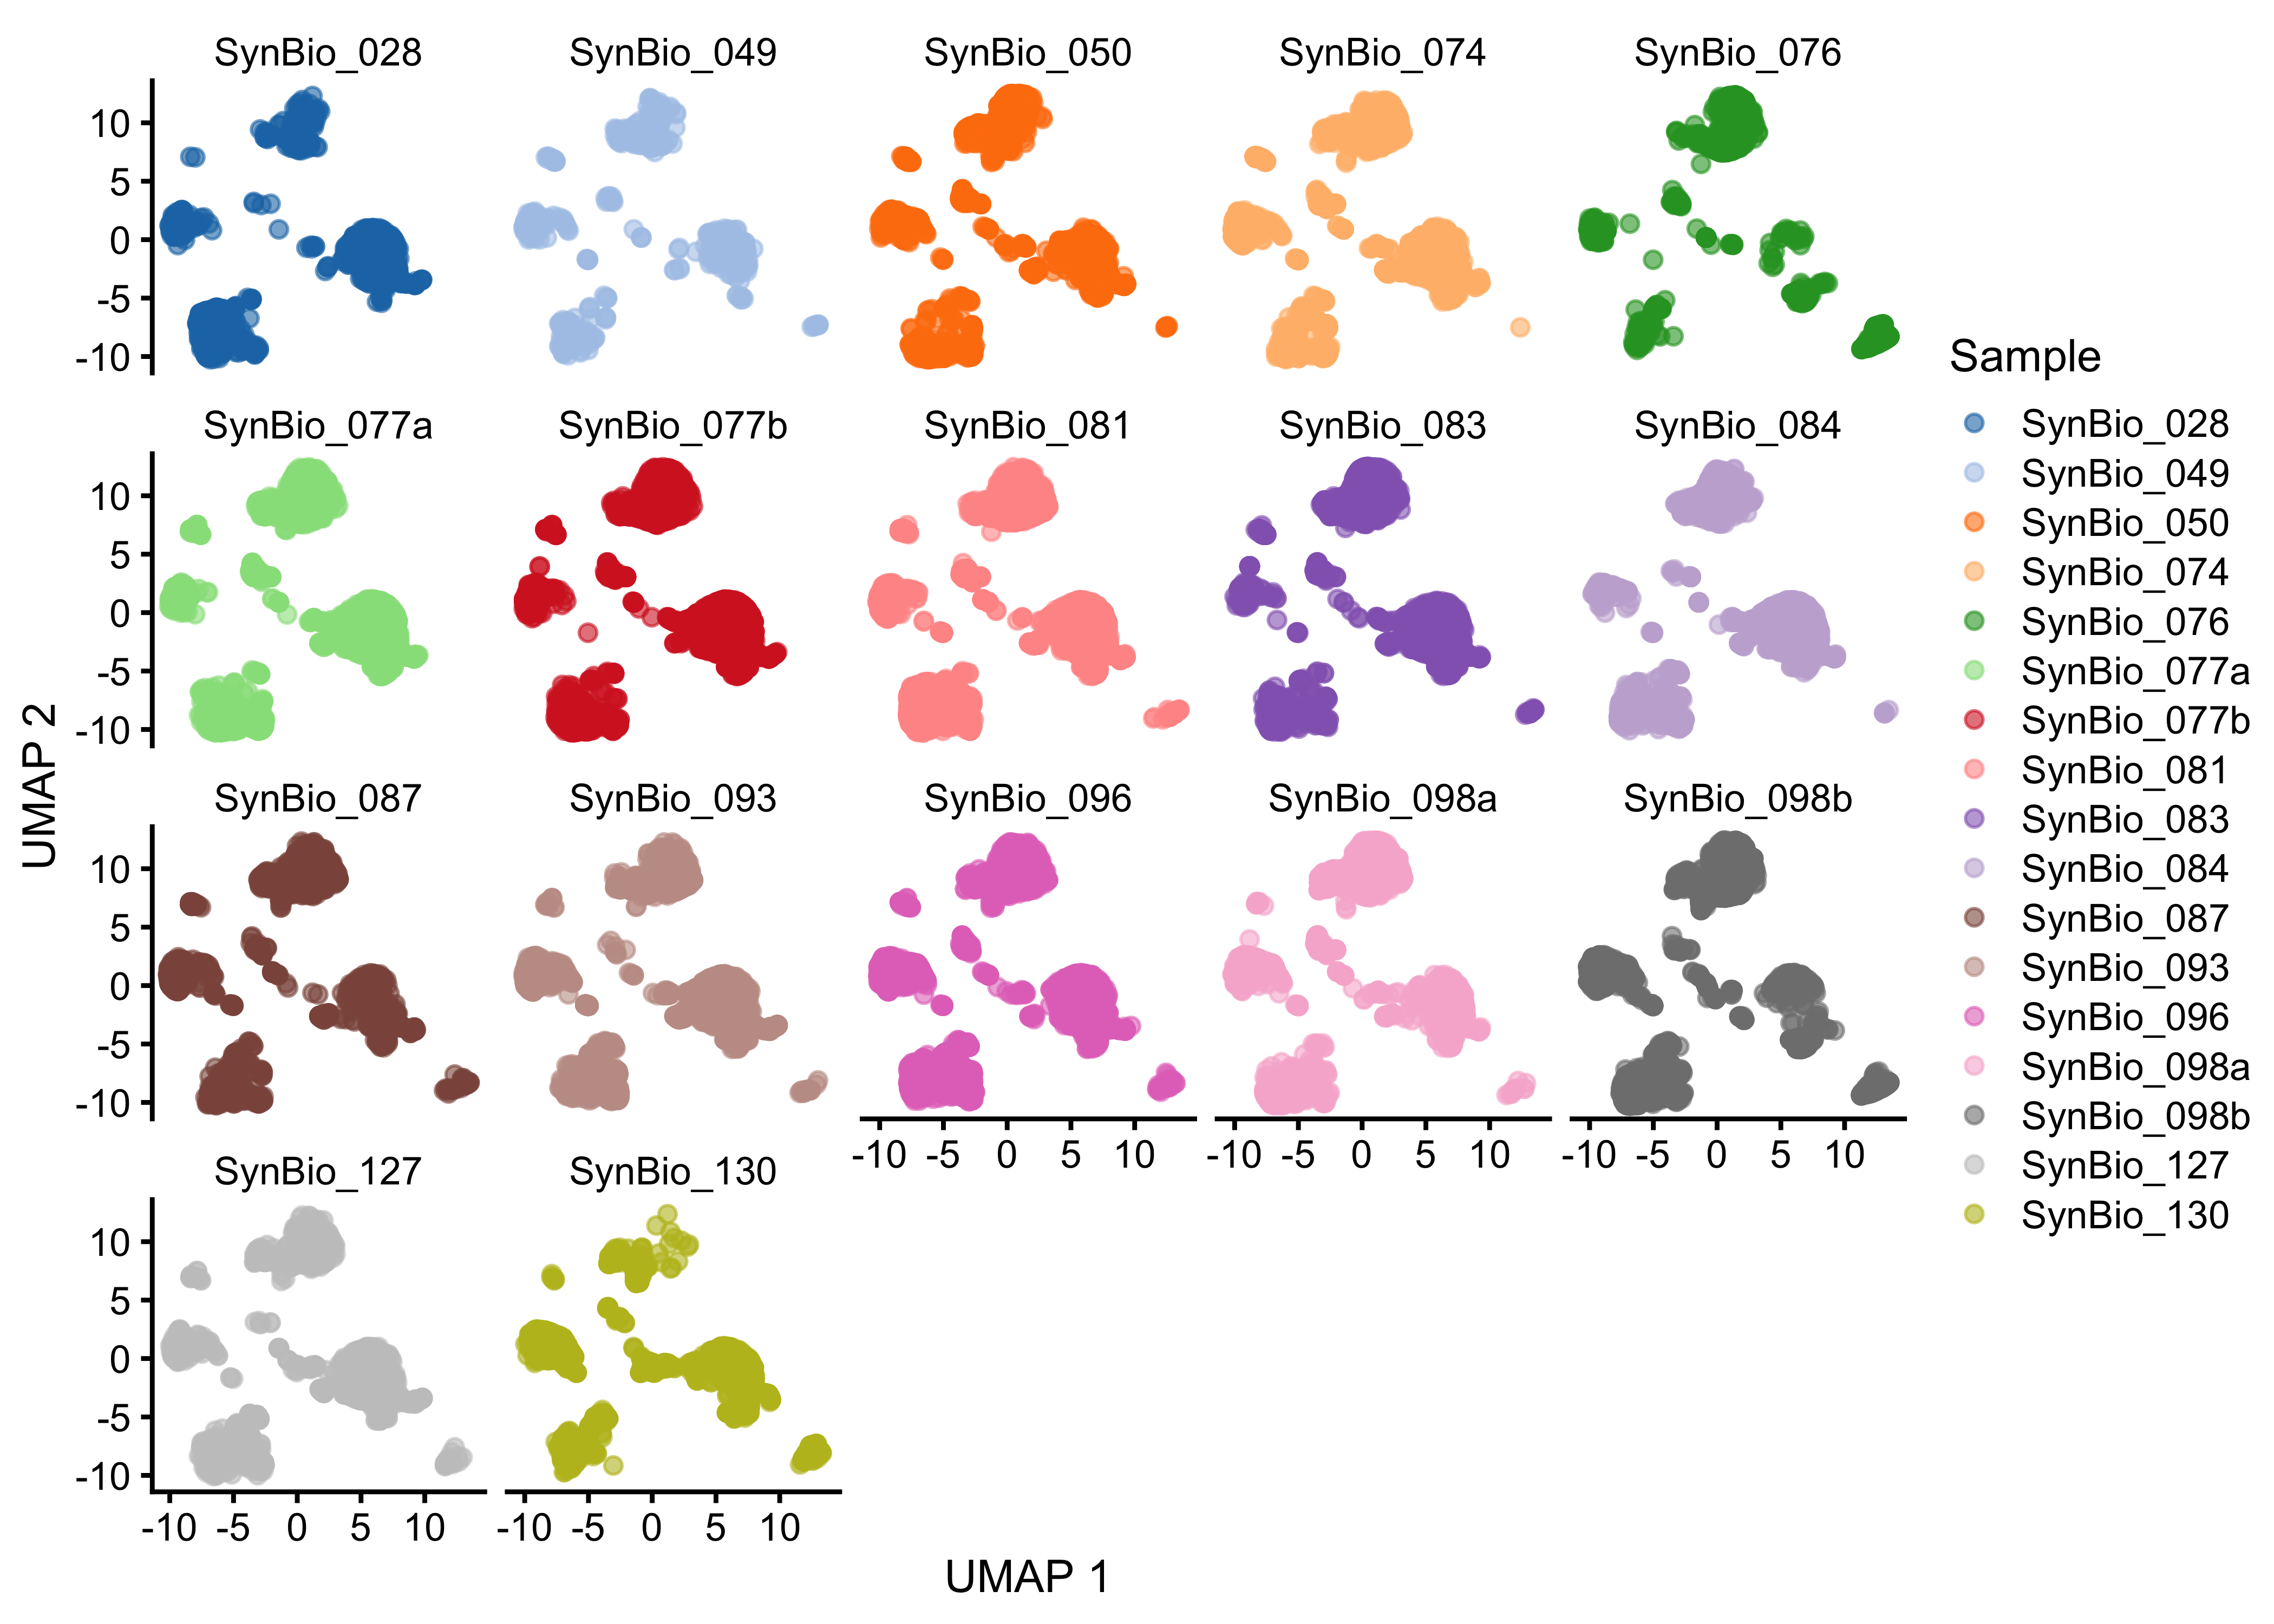 SynBio_028 SynBio_049 SynBio_050 SynBio_074 SynBio_076
10
5
0
-5
-10
SynBio_077a SynBio_077b SynBio_081 SynBio_083 SynBio_084
10
5
0
-5
-10
SynBio_087 SynBio_093 SynBio_096 SynBio_098a SynBio_098b
10
5
0
-5
-10
-10 -5 0 5 10 -10 -5 0 5 10 -10 -5 0 5 10
SynBio_127 SynBio_130
10
5
0
-5
-10
-10 -5 0 5 10 -10 -5 0 5 10
UMAP 2
UMAP 1
Sample
SynBio_028
SynBio_049
SynBio_050
SynBio_074
SynBio_076
SynBio_077a
SynBio_077b
SynBio_081
SynBio_083
SynBio_084
SynBio_087
SynBio_093
SynBio_096
SynBio_098a
SynBio_098b
SynBio_127
SynBio_130